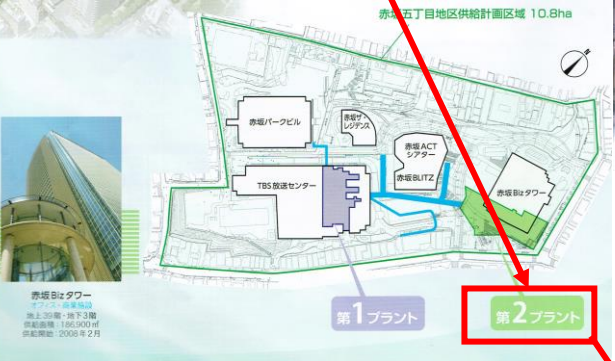 赤坂五丁目地区供給計画区域 10.8ha
赤坂パークビル
赤坂ザ・
レジデンス
赤坂ACT
シアター
赤坂BLITZ
TBS放送センター
赤坂Bizタワー
第1プラント
第2プラント
赤坂Bizタワー
オフィス・商業施設
地上39階・地下3階
供給面積：186,900㎡
供給開始：2008年2月